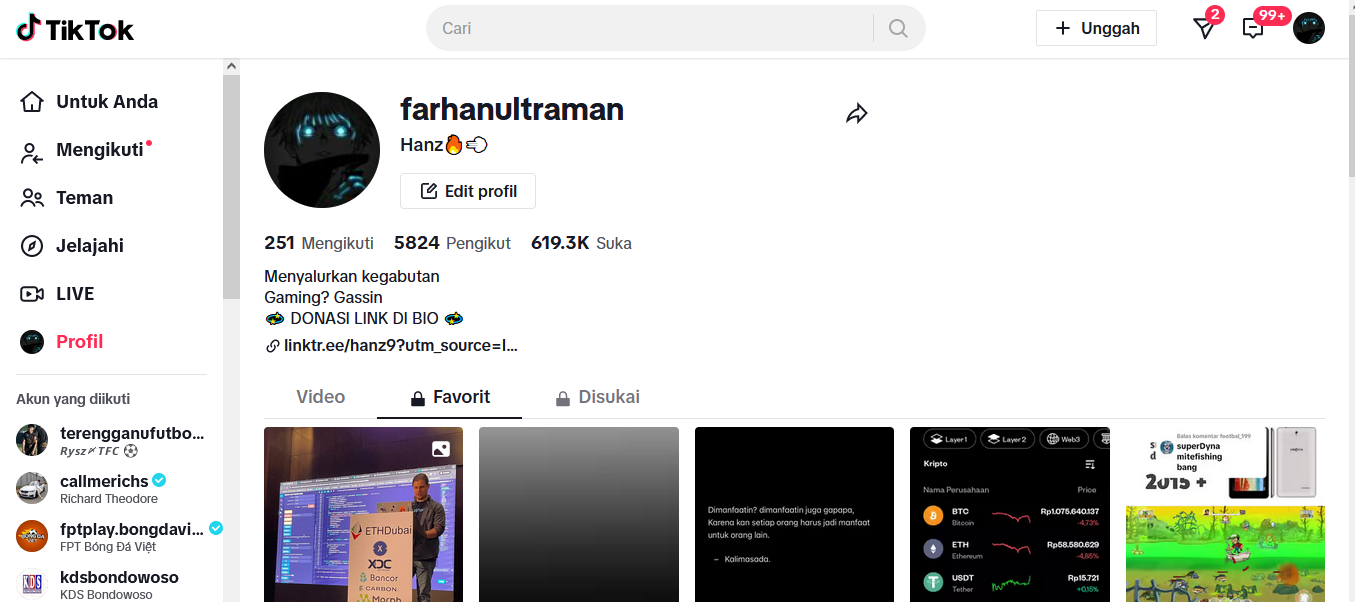 TikTok
Cari
Unggah
2
99+
Untuk Anda
Mengikuti
Teman
Jelajahi
LIVE
Profil
Akun yang diikuti
terengganufutbo...
Rysz TFC
callmerichs
Richard Theodore
fptplay.bongdavi...
FPT Bóng Đá Việt
KDS
kdsbondowoso
KDS Bondowoso
farhanultraman
Hanz
Edit profil
251 Mengikuti 5824 Pengikut 619.3K Suka
Menyalurkan kegabutan
Gaming? Gassin
DONASI LINK DI BIO
linktr.ee/hanz9?utm_source=l...
Video
Favorit
Disukai
ETHDubai
XDC
Bancor
CARBON
Morph
Dimanfaatin? dimanfaatin juga gapapa,
Karena kan setiap orang harus jadi manfaat
untuk orang lain.
– Kalimasada.
Layer1 Layer2 Web3
Kripto
Nama Perusahaan Price
BTC Rp1.075.640.137
Bitcoin -4,73%
ETH Rp58.580.629
Ethereum -4,85%
USDT Rp15.721
Tether +0,15%
Balas komentar footbal_199
superDyna
mitefishing
bang
2015 +